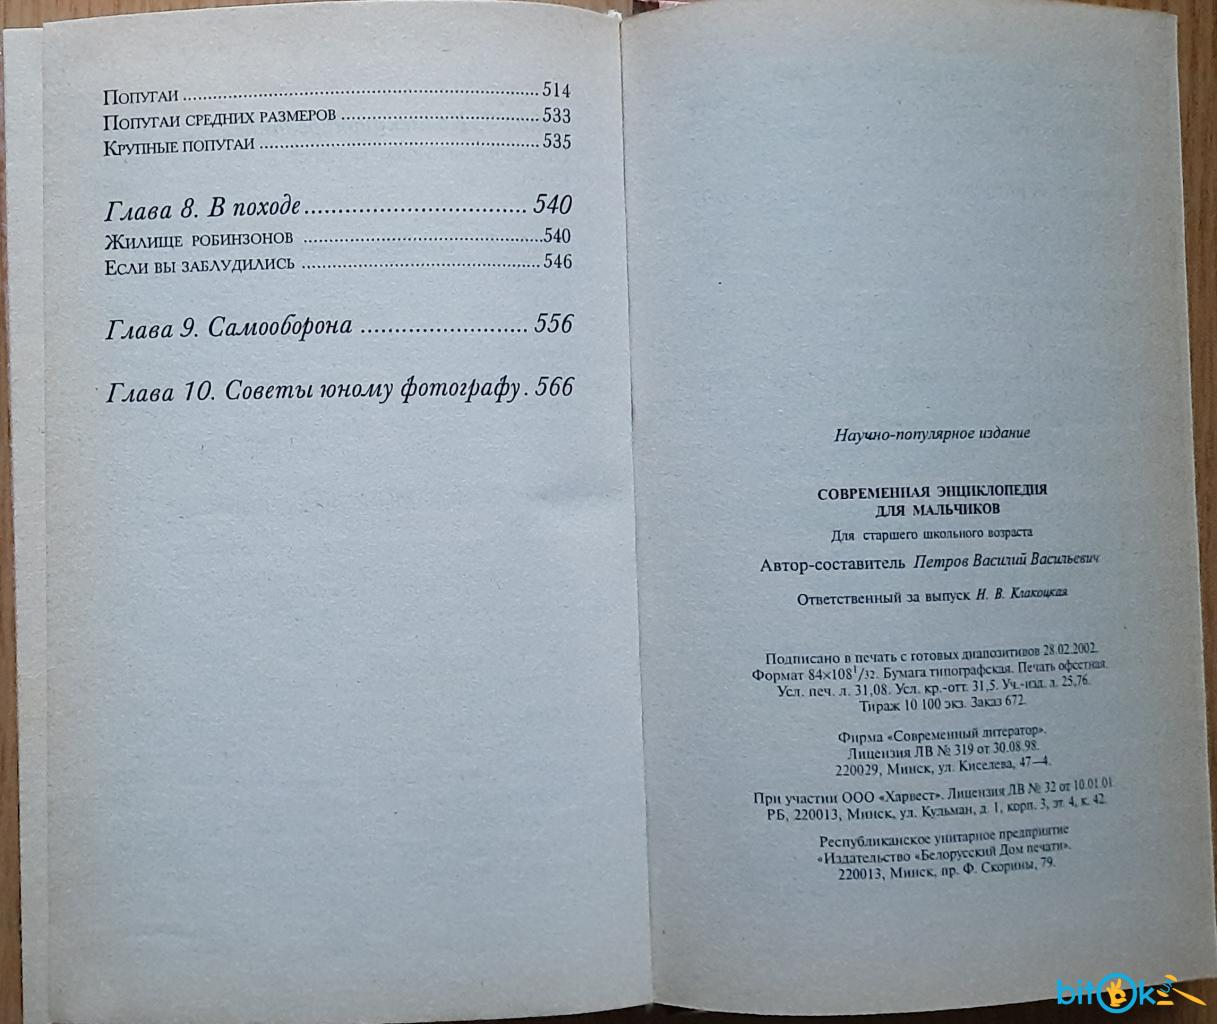 Попугаи ........................ 514
Попугаи средних размеров ........................ 533
Крупные попугаи ........................ 535
Глава 8. В походе ........................ 540
Жилище робинзонов ........................ 540
Если вы заблудились ........................ 546
Глава 9. Самооборона ........................ 556
Глава 10. Советы юному фотографу . 566
Научно-популярное издание
СОВРЕМЕННАЯ ЭНЦИКЛОПЕДИЯ
ДЛЯ МАЛЬЧИКОВ
Для старшего школьного возраста
Автор-составитель Петров Василий Васильевич
Ответственный за выпуск Н. В. Клакоцкая
Подписано в печать с готовых диапозитивов 28.02.2002.
Формат 84×108 1/32. Бумага типографская. Печать офсетная.
Усл. печ. л. 31,08. Усл. кр.-отт. 31,5. Уч.-изд. л. 25,76.
Тираж 10 100 экз. Заказ 672.
Фирма «Современный литератор».
Лицензия ЛВ № 319 от 30.08.98.
220029, Минск, ул. Киселева, 47—4.
При участии ООО «Харвест». Лицензия ЛВ № 32 от 10.01.01.
РБ, 220013, Минск, ул. Кульман, д. 1, корп. 3, эт. 4, к. 42.
Республиканское унитарное предприятие
«Издательство «Белорусский Дом печати».
220013, Минск, пр. Ф. Скорины, 79.
bitok